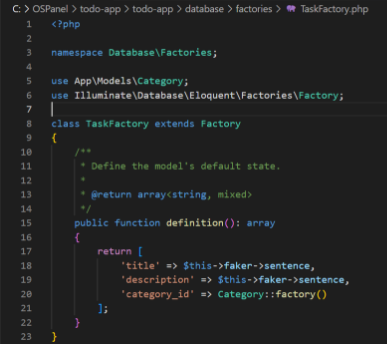 C: > OSPanel > todo-app > todo-app > database > factories > TaskFactory.php
1 <?php
2
3 namespace Database\Factories;
4
5 use App\Models\Category;
6 use Illuminate\Database\Eloquent\Factories\Factory;
7
8 class TaskFactory extends Factory
9 {
10 /**
11 * Define the model's default state.
12 *
13 * @return array<string, mixed>
14 */
15 public function definition(): array
16 {
17 return [
18 'title' => $this->faker->sentence,
19 'description' => $this->faker->sentence,
20 'category_id' => Category::factory()
21 ];
22 }
23 }